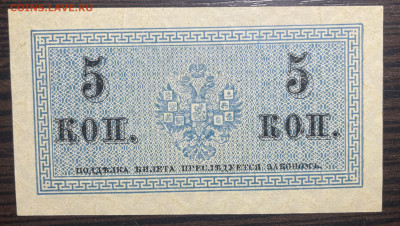 COINS.LAVE.RU
5 5
КОП. КОП.
ПОДДѢЛКА БИЛЕТА ПРЕСЛѢДУЕТСЯ ЗАКОНОМЪ.